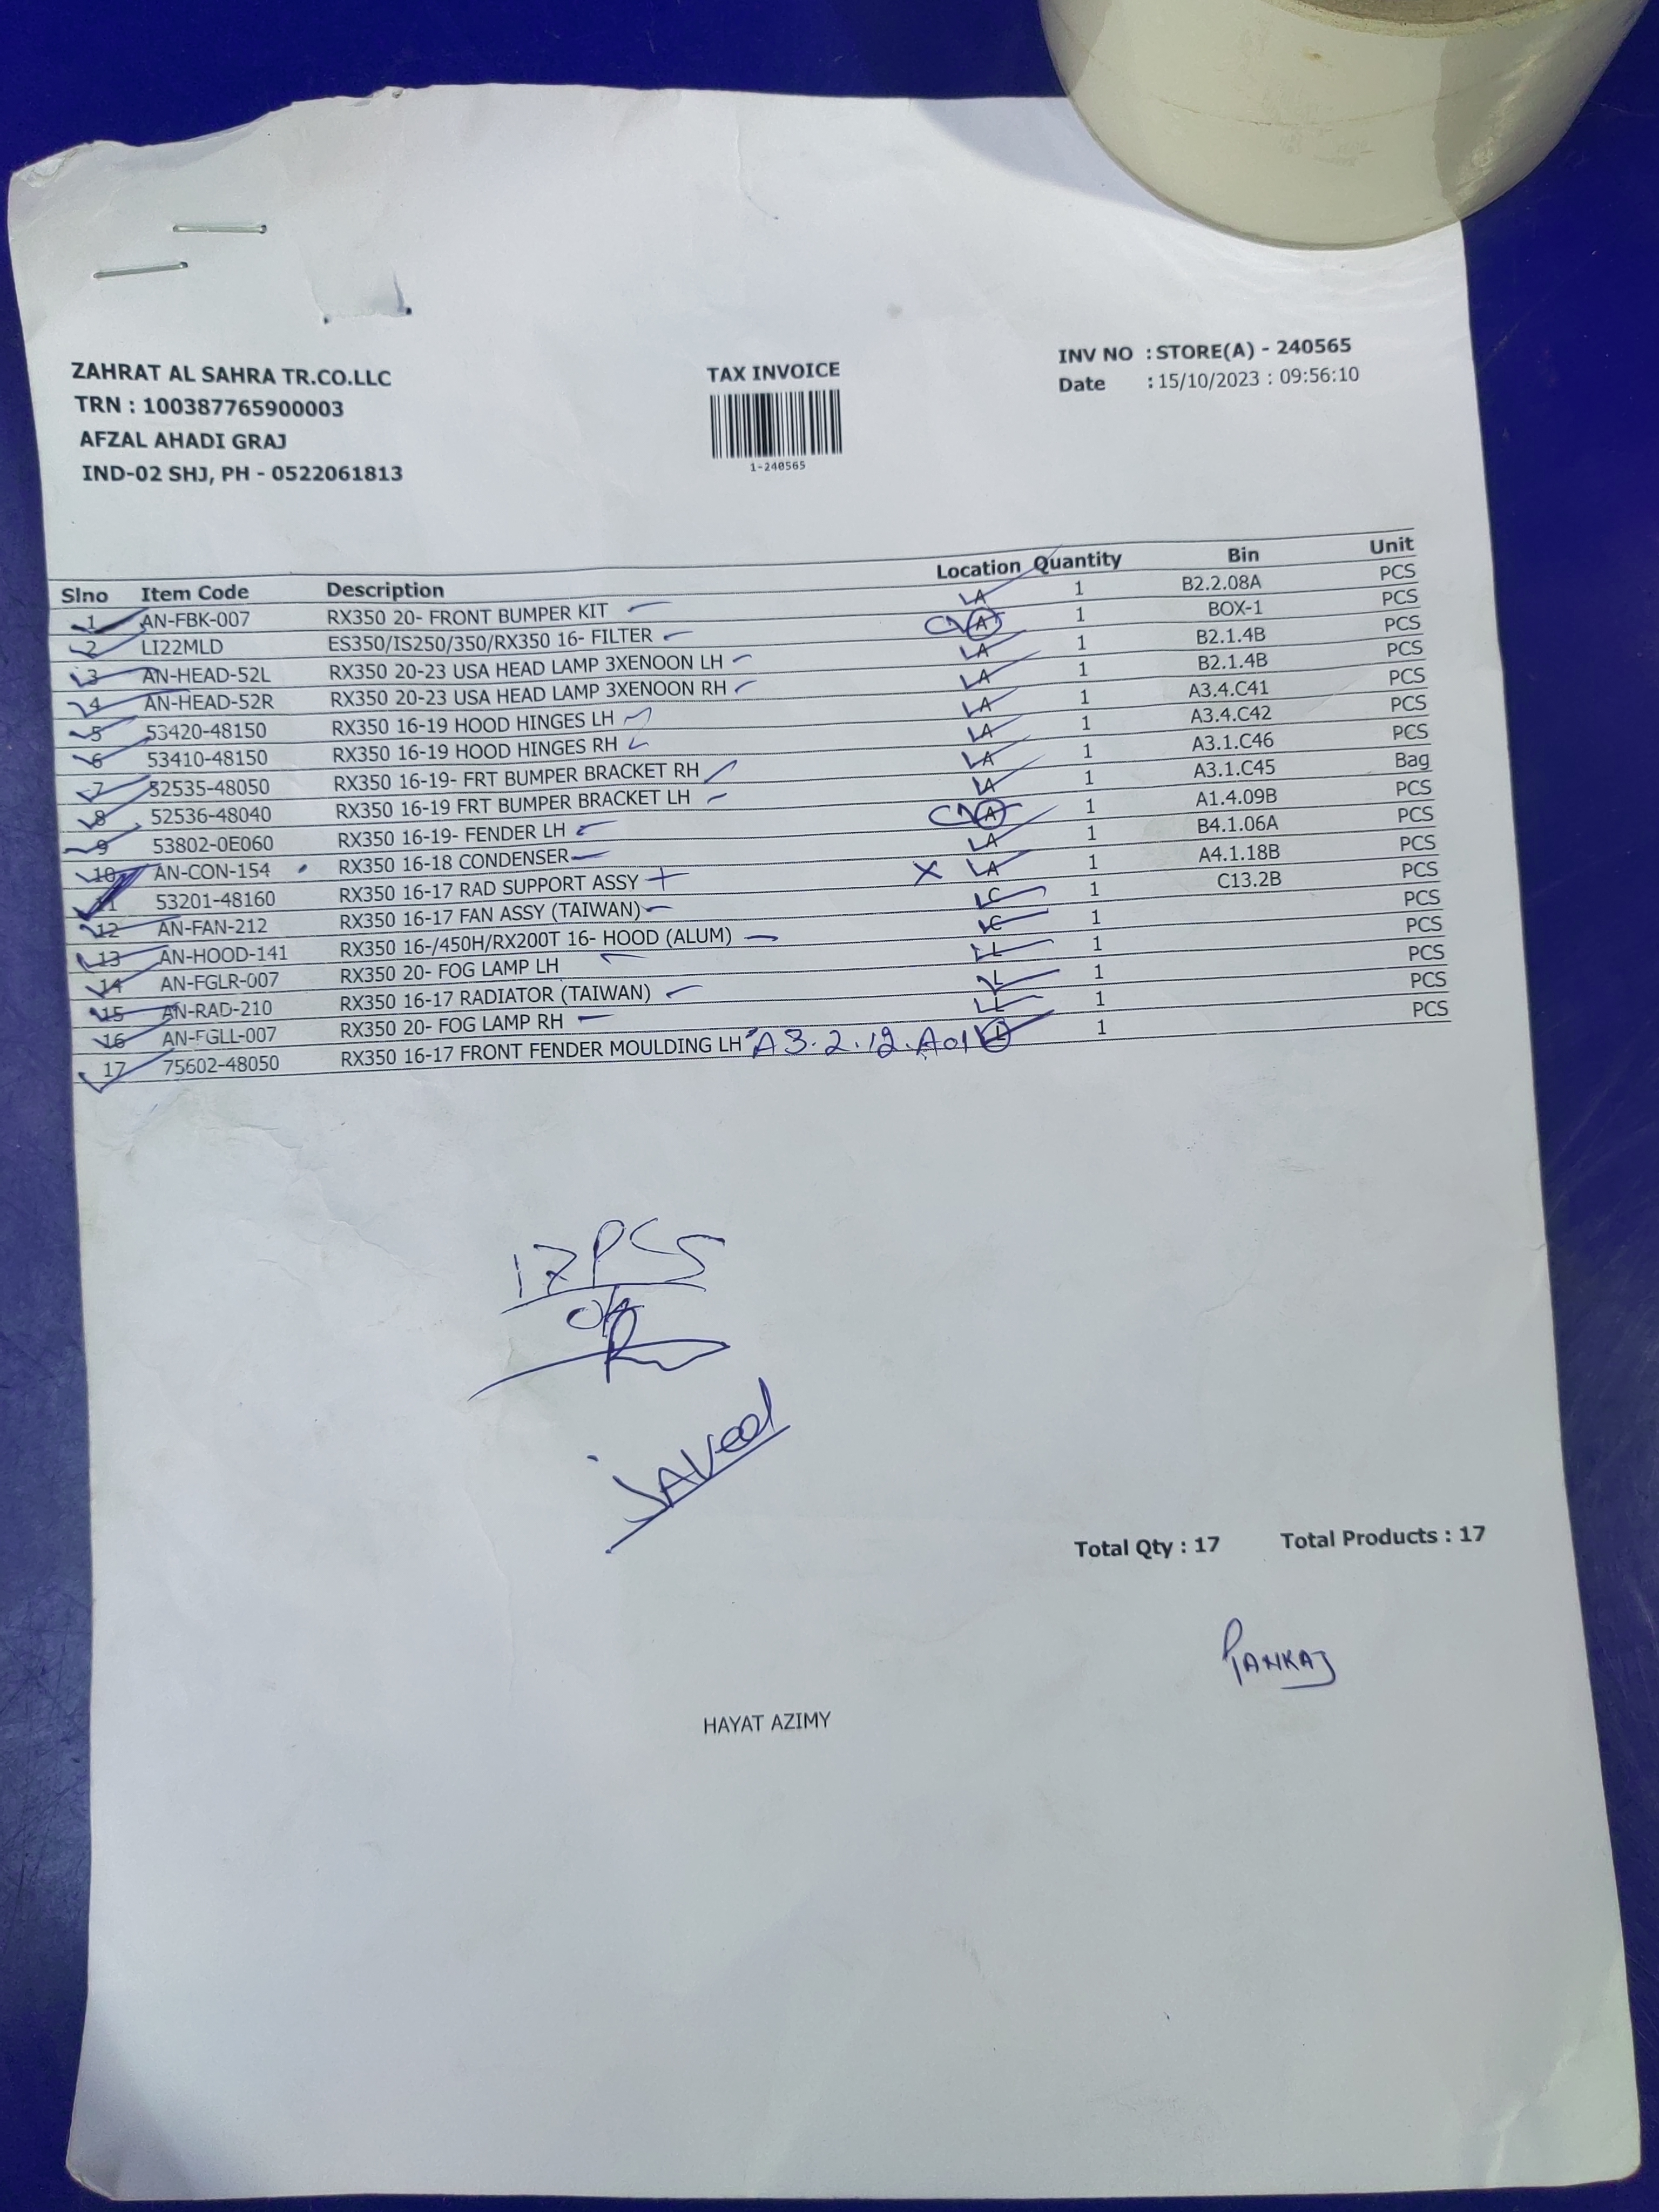 ZAHRAT AL SAHRA TR.CO.LLC
TRN : 100387765900003
AFZAL AHADI GRAJ
IND-02 SHJ, PH - 0522061813
TAX INVOICE
1-240565
INV NO : STORE(A) - 240565
Date : 15/10/2023 : 09:56:10
Slno Item Code Description Location Quantity Bin Unit
1 AN-FBK-007 RX350 20- FRONT BUMPER KIT LA 1 B2.2.08A PCS
2 LI22MLD ES350/IS250/350/RX350 16- FILTER A 1 BOX-1 PCS
3 AN-HEAD-52L RX350 20-23 USA HEAD LAMP 3XENOON LH LA 1 B2.1.4B PCS
4 AN-HEAD-52R RX350 20-23 USA HEAD LAMP 3XENOON RH LA 1 B2.1.4B PCS
5 53420-48150 RX350 16-19 HOOD HINGES LH LA 1 A3.4.C41 PCS
6 53410-48150 RX350 16-19 HOOD HINGES RH LA 1 A3.4.C42 PCS
7 52535-48050 RX350 16-19- FRT BUMPER BRACKET RH LA 1 A3.1.C46 PCS
8 52536-48040 RX350 16-19 FRT BUMPER BRACKET LH LA 1 A3.1.C45 Bag
9 53802-0E060 RX350 16-19- FENDER LH A 1 A1.4.09B PCS
10 AN-CON-154 RX350 16-18 CONDENSER LA 1 B4.1.06A PCS
11 53201-48160 RX350 16-17 RAD SUPPORT ASSY X LA 1 A4.1.18B PCS
12 AN-FAN-212 RX350 16-17 FAN ASSY (TAIWAN) LC 1 C13.2B PCS
13 AN-HOOD-141 RX350 16-/450H/RX200T 16- HOOD (ALUM) LC 1 PCS
14 AN-FGLR-007 RX350 20- FOG LAMP LH LL 1 PCS
15 AN-RAD-210 RX350 16-17 RADIATOR (TAIWAN) L 1 PCS
16 AN-FGLL-007 RX350 20- FOG LAMP RH LL 1 PCS
17 75602-48050 RX350 16-17 FRONT FENDER MOULDING LH A3.2.12.A01 L 1 PCS
17PCS
OK
JAVeed
Total Qty : 17 Total Products : 17
PANKAJ
HAYAT AZIMY